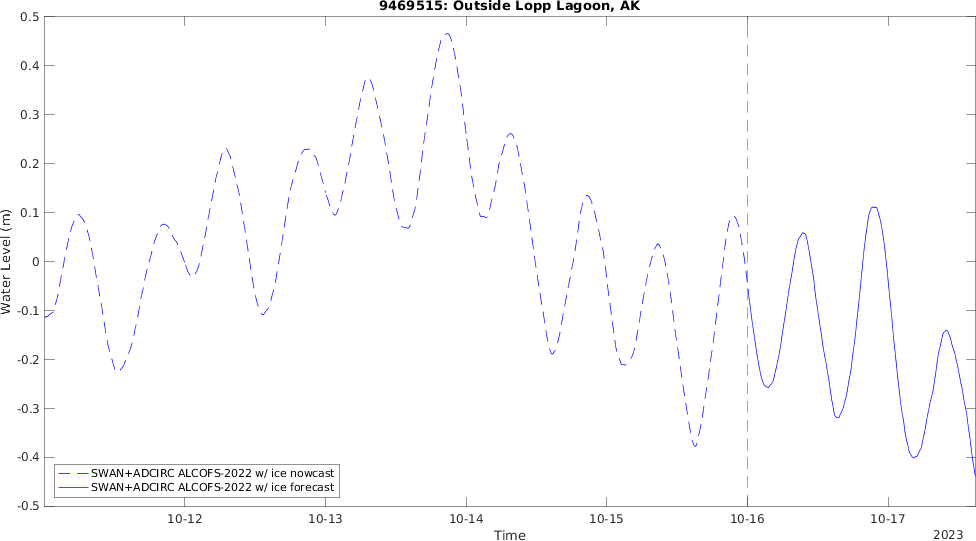 9469515: Outside Lopp Lagoon, AK
0.5
0.4
0.3
0.2
0.1
0
-0.1
-0.2
-0.3
-0.4
-0.5
Water Level (m)
SWAN+ADCIRC ALCOFS-2022 w/ ice nowcast
SWAN+ADCIRC ALCOFS-2022 w/ ice forecast
10-12 10-13 10-14 10-15 10-16 10-17
Time
2023